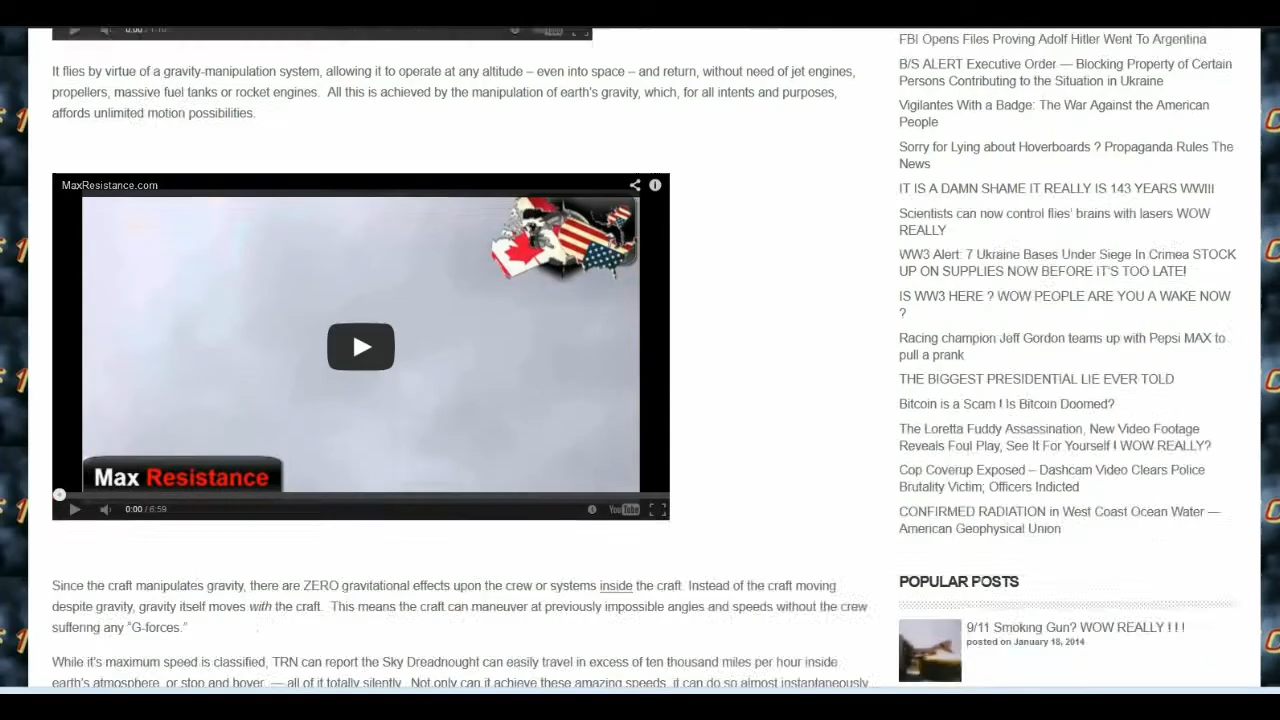 0:00 / 1:10
It flies by virtue of a gravity-manipulation system, allowing it to operate at any altitude – even into space – and return, without need of jet engines,
propellers, massive fuel tanks or rocket engines. All this is achieved by the manipulation of earth's gravity, which, for all intents and purposes,
affords unlimited motion possibilities.
MaxResistance.com
Max Resistance
0:00 / 6:59
YouTube
Since the craft manipulates gravity, there are ZERO gravitational effects upon the crew or systems inside the craft. Instead of the craft moving
despite gravity, gravity itself moves with the craft. This means the craft can maneuver at previously impossible angles and speeds without the crew
suffering any "G-forces."
While it's maximum speed is classified, TRN can report the Sky Dreadnought can easily travel in excess of ten thousand miles per hour inside
earth's atmosphere, or stop and hover, — all of it totally silently. Not only can it achieve these amazing speeds, it can do so almost instantaneously
FBI Opens Files Proving Adolf Hitler Went To Argentina
B/S ALERT Executive Order — Blocking Property of Certain
Persons Contributing to the Situation in Ukraine
Vigilantes With a Badge: The War Against the American
People
Sorry for Lying about Hoverboards ? Propaganda Rules The
News
IT IS A DAMN SHAME IT REALLY IS 143 YEARS WWIII
Scientists can now control flies' brains with lasers WOW
REALLY
WW3 Alert: 7 Ukraine Bases Under Siege In Crimea STOCK
UP ON SUPPLIES NOW BEFORE IT'S TOO LATE!
IS WW3 HERE ? WOW PEOPLE ARE YOU A WAKE NOW
?
Racing champion Jeff Gordon teams up with Pepsi MAX to
pull a prank
THE BIGGEST PRESIDENTIAL LIE EVER TOLD
Bitcoin is a Scam ! Is Bitcoin Doomed?
The Loretta Fuddy Assassination, New Video Footage
Reveals Foul Play, See It For Yourself ! WOW REALLY?
Cop Coverup Exposed – Dashcam Video Clears Police
Brutality Victim; Officers Indicted
CONFIRMED RADIATION in West Coast Ocean Water —
American Geophysical Union
POPULAR POSTS
9/11 Smoking Gun? WOW REALLY ! ! !
posted on January 18, 2014